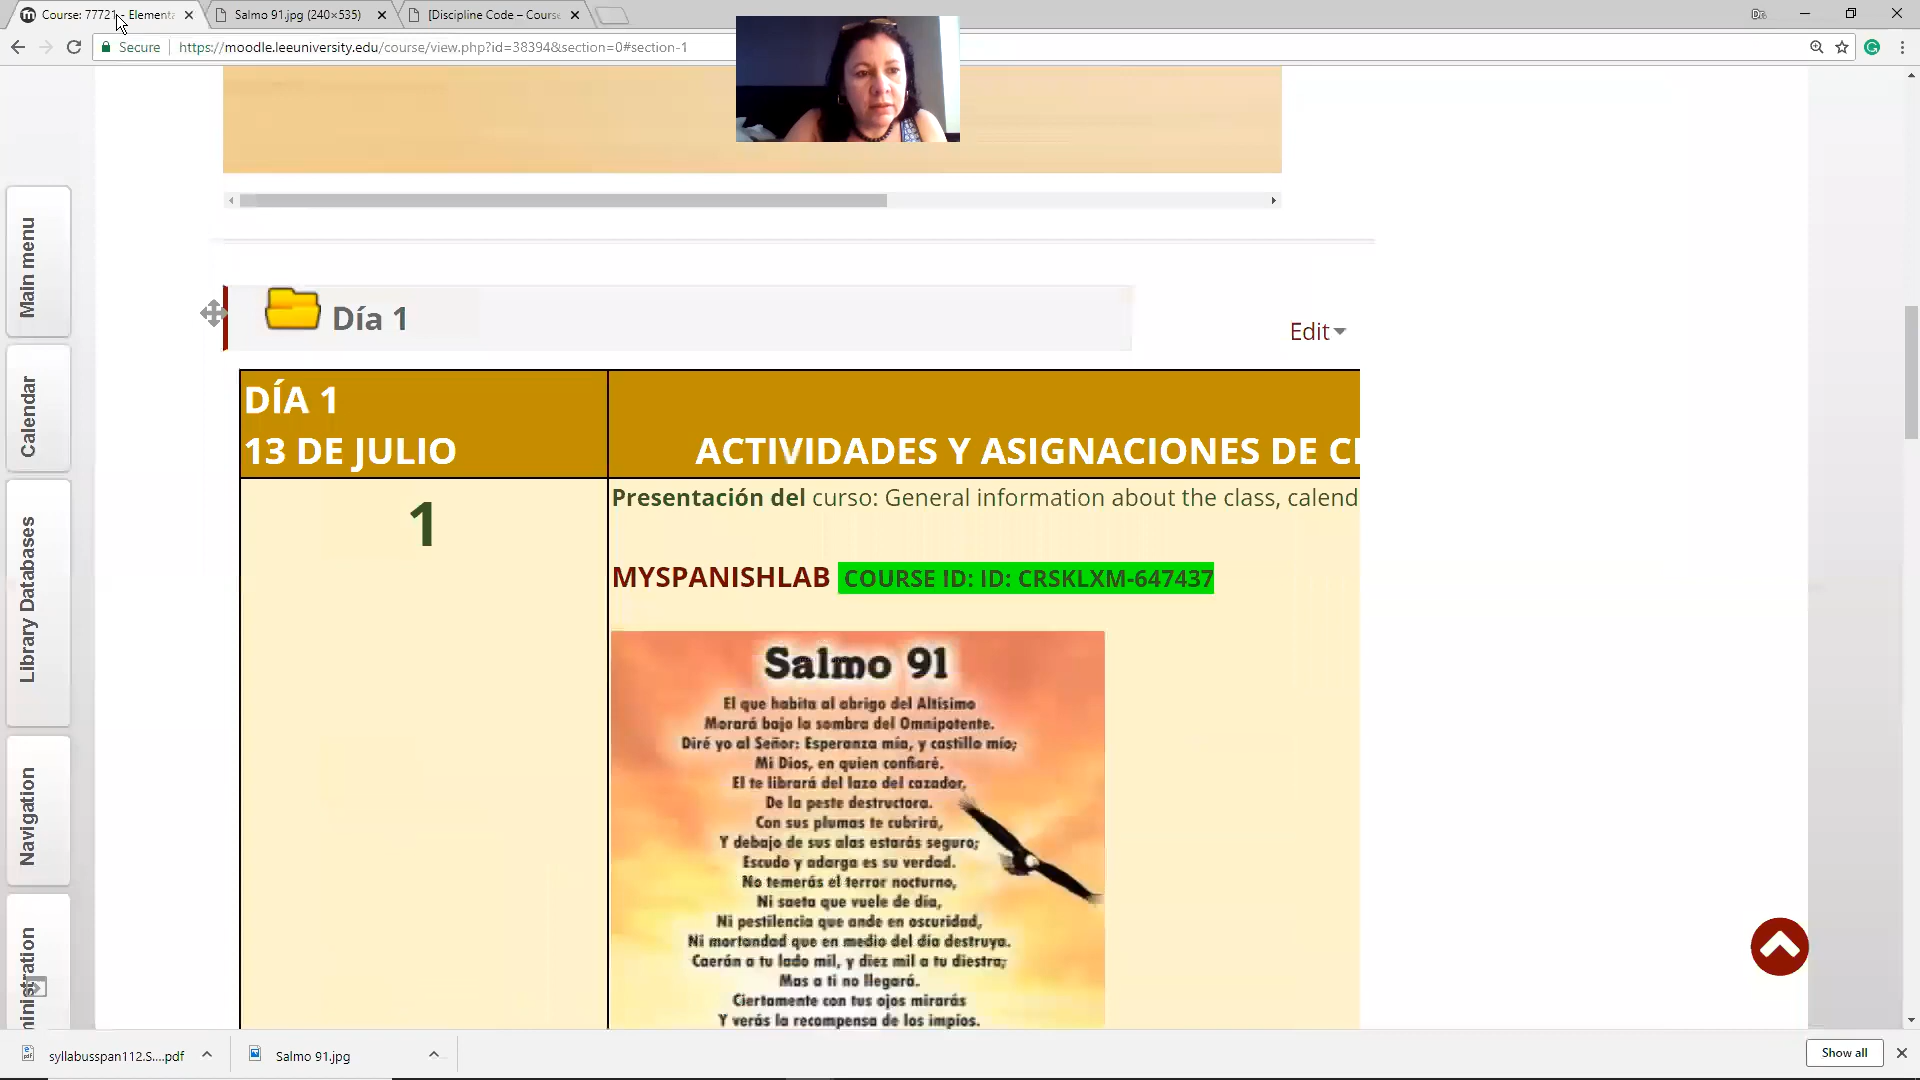 Course: 77721 - Elementa
Salmo 91.jpg (240×535)
[Discipline Code – Course
Dr.
Secure
https://moodle.leeuniversity.edu/course/view.php?id=38394&section=0#section-1
Main menu
Calendar
Library Databases
Navigation
ministration
Día 1
Edit
DÍA 1
13 DE JULIO
ACTIVIDADES Y ASIGNACIONES DE CL
1
Presentación del curso: General information about the class, calend
MYSPANISHLAB COURSE ID: ID: CRSKLXM-647437
Salmo 91
El que habita al abrigo del Altísimo
Morará bajo la sombra del Omnipotente.
Diré yo al Señor: Esperanza mía, y castillo mío;
Mi Dios, en quien confiaré.
El te librará del lazo del cazador,
De la peste destructora.
Con sus plumas te cubrirá,
Y debajo de sus alas estarás seguro;
Escudo y adarga es su verdad.
No temerás el terror nocturno,
Ni saeta que vuele de día,
Ni pestilencia que ande en oscuridad,
Ni mortandad que en medio del día destruya.
Caerán a tu lado mil, y diez mil a tu diestra;
Mas a ti no llegará.
Ciertamente con tus ojos mirarás
Y verás la recompensa de los impíos.
syllabusspan112.S....pdf
Salmo 91.jpg
Show all